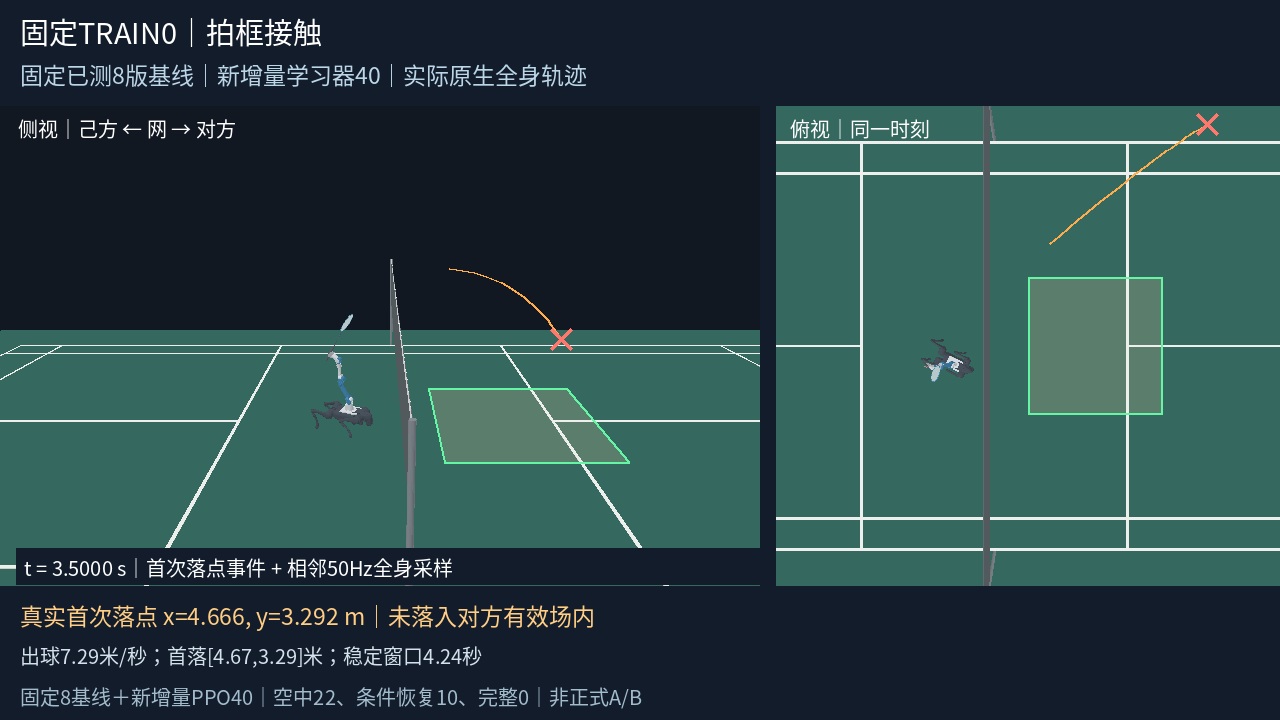 固定TRAIN0｜拍框接触
固定已测8版基线｜新增量学习器40｜实际原生全身轨迹
侧视｜己方 ← 网 → 对方
俯视｜同一时刻
t = 3.5000 s｜首次落点事件 + 相邻50Hz全身采样
真实首次落点 x=4.666, y=3.292 m｜未落入对方有效场内
出球7.29米/秒；首落[4.67,3.29]米；稳定窗口4.24秒
固定8基线＋新增量PPO40｜空中22、条件恢复10、完整0｜非正式A/B